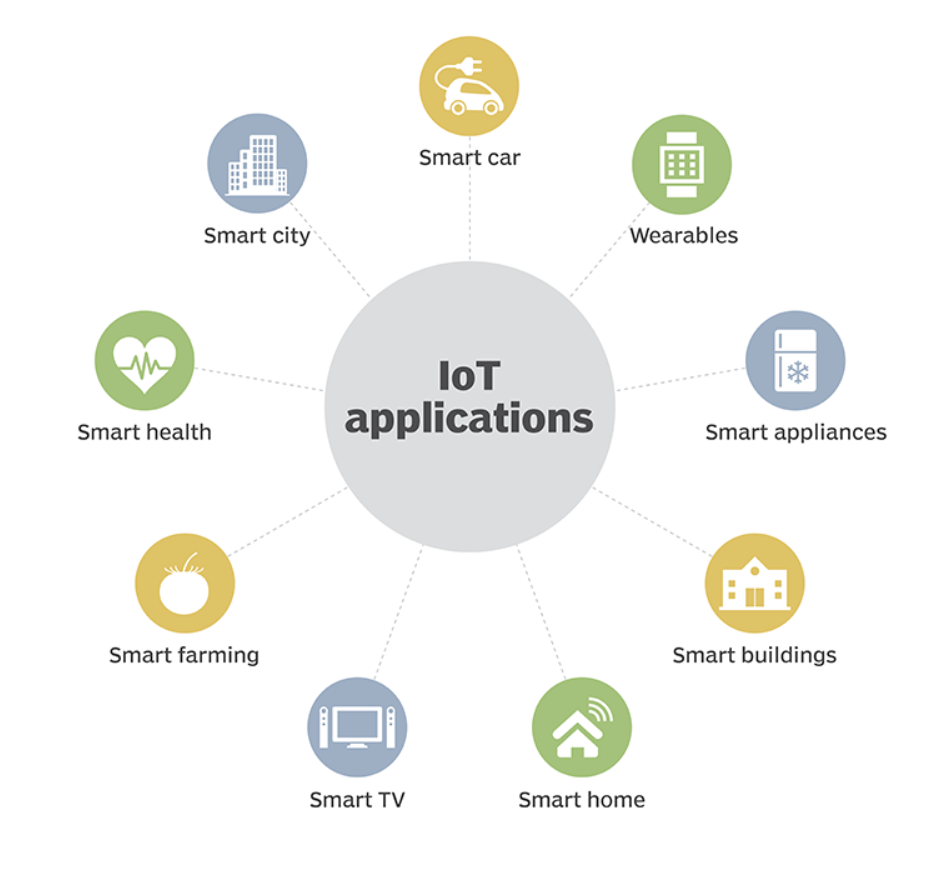 Smart car
Smart city
Wearables
IoT
applications
Smart health
Smart appliances
Smart farming
Smart buildings
Smart TV
Smart home